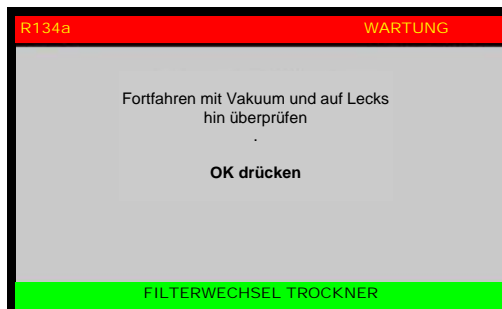 R134a WARTUNG
Fortfahren mit Vakuum und auf Lecks
hin überprüfen
.
OK drücken
FILTERWECHSEL TROCKNER